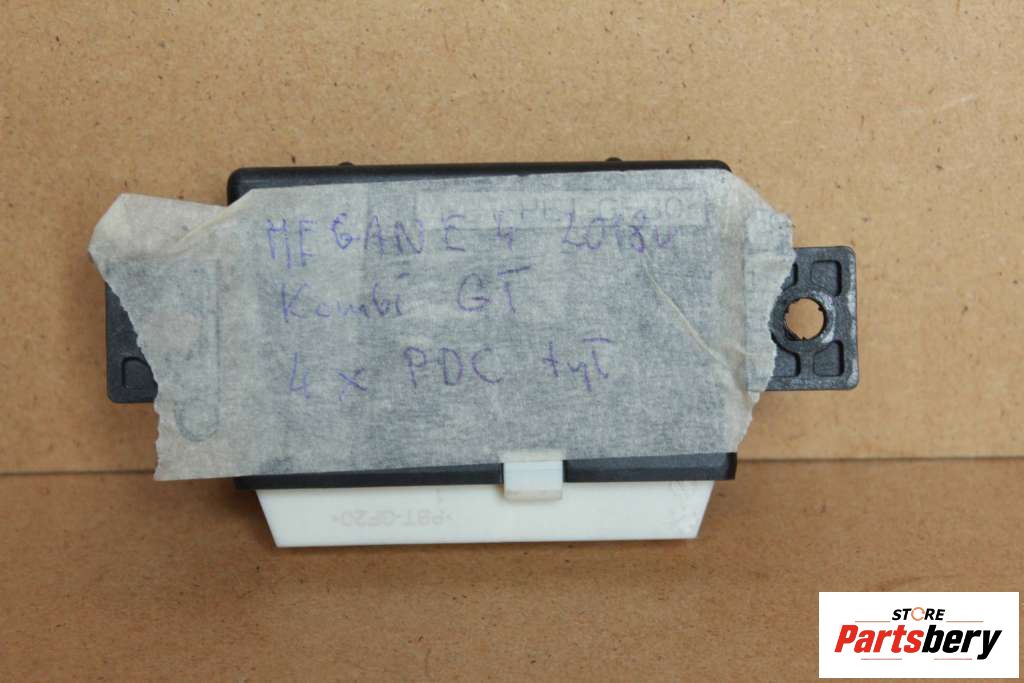 MEGANE 4 2018r
Kombi GT
4 x PDC tył
>PBT-GF20<
STORE
Partsbery